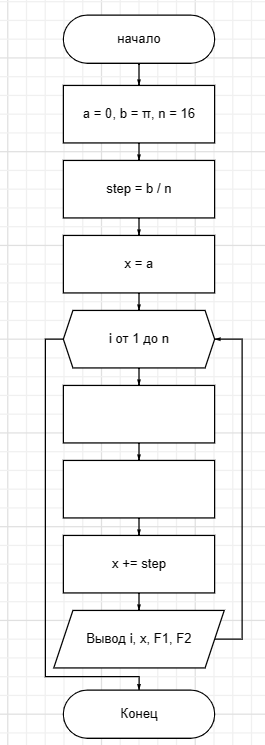 начало
a = 0, b = π, n = 16
step = b / n
x = a
i от 1 до n
x += step
Вывод i, x, F1, F2
Конец